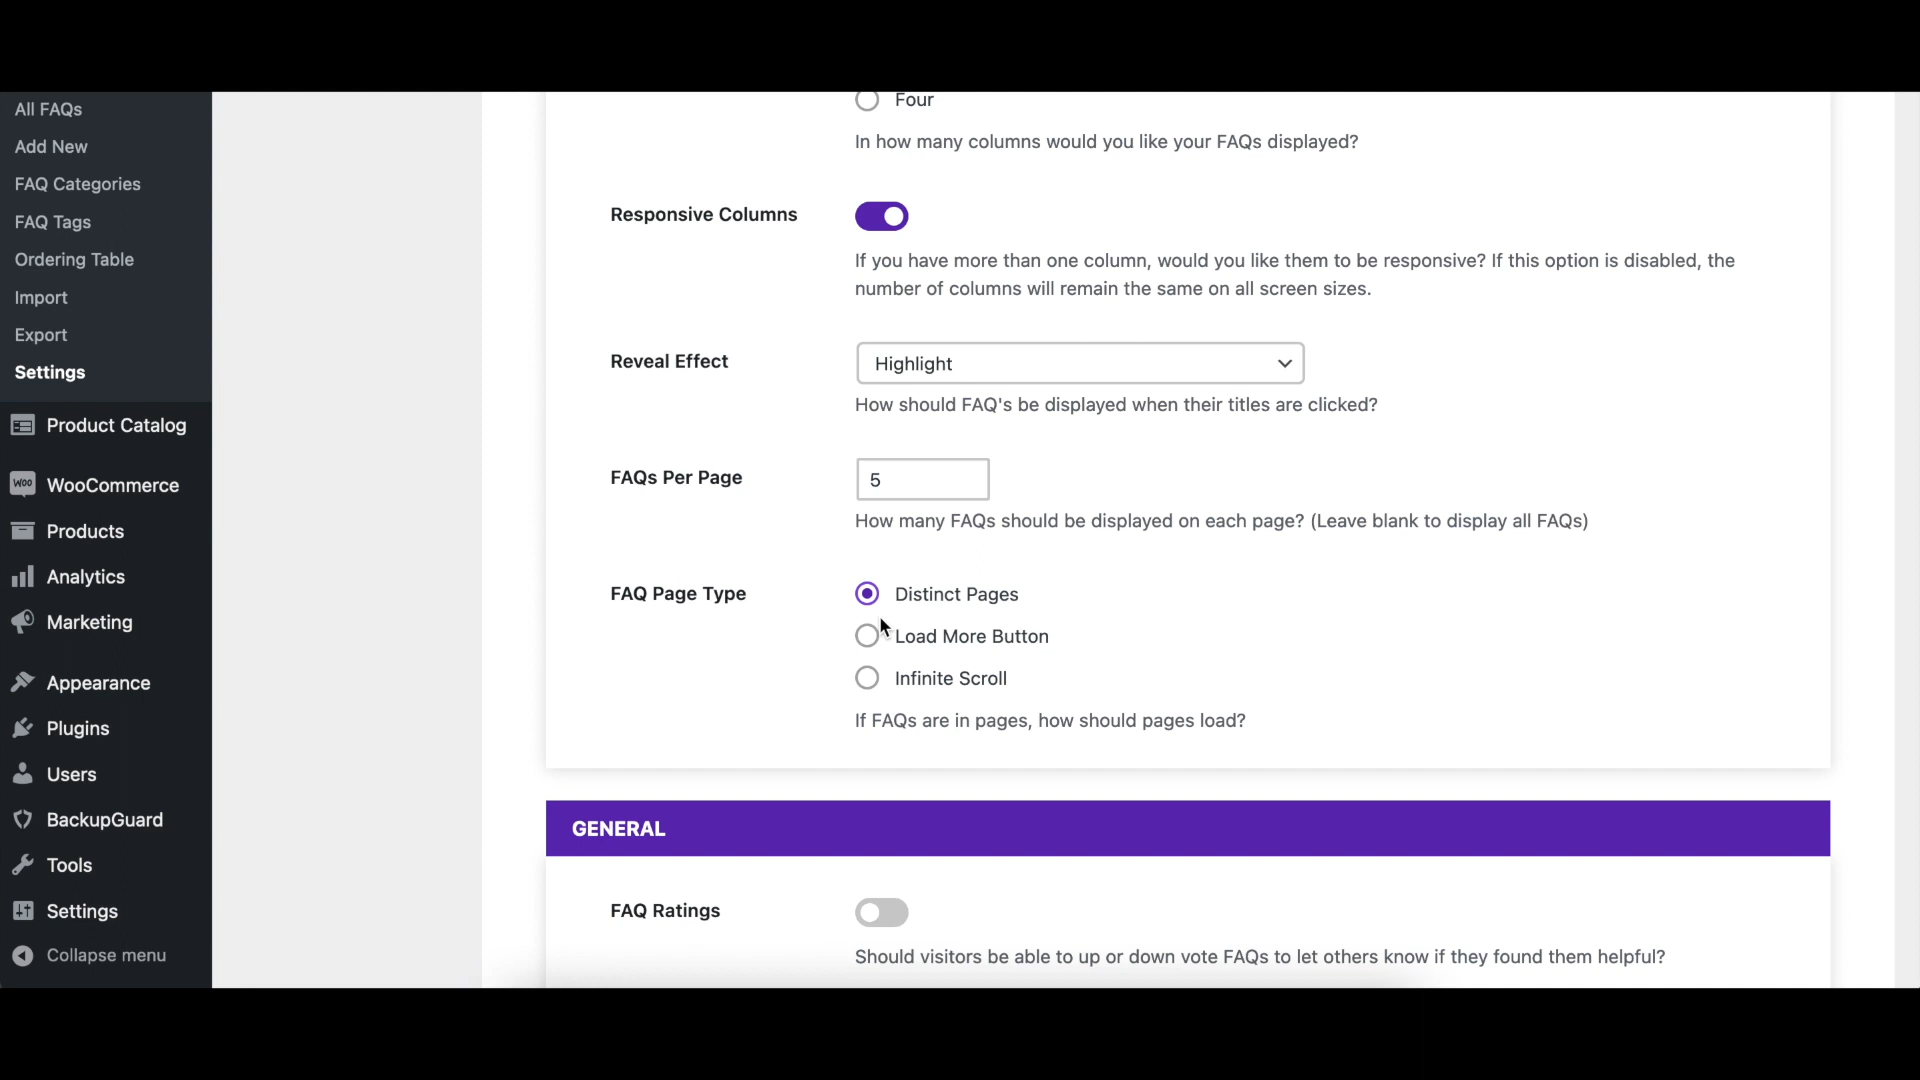 All FAQs
Add New
FAQ Categories
FAQ Tags
Ordering Table
Import
Export
Settings
Product Catalog
Woo WooCommerce
Products
Analytics
Marketing
Appearance
Plugins
Users
BackupGuard
Tools
Settings
Collapse menu
Four
In how many columns would you like your FAQs displayed?
Responsive Columns
If you have more than one column, would you like them to be responsive? If this option is disabled, the
number of columns will remain the same on all screen sizes.
Reveal Effect
Highlight
How should FAQ's be displayed when their titles are clicked?
FAQs Per Page
5
How many FAQs should be displayed on each page? (Leave blank to display all FAQs)
FAQ Page Type
Distinct Pages
Load More Button
Infinite Scroll
If FAQs are in pages, how should pages load?
GENERAL
FAQ Ratings
Should visitors be able to up or down vote FAQs to let others know if they found them helpful?